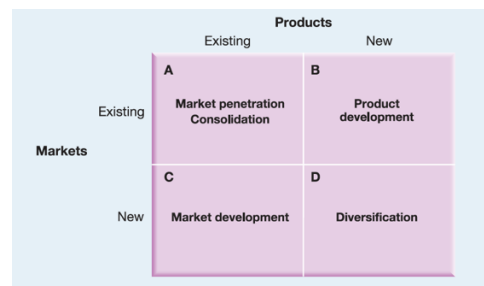 Products
Existing New
A B
Existing
Market penetration
Consolidation
Product
development
Markets
C D
New
Market development
Diversification